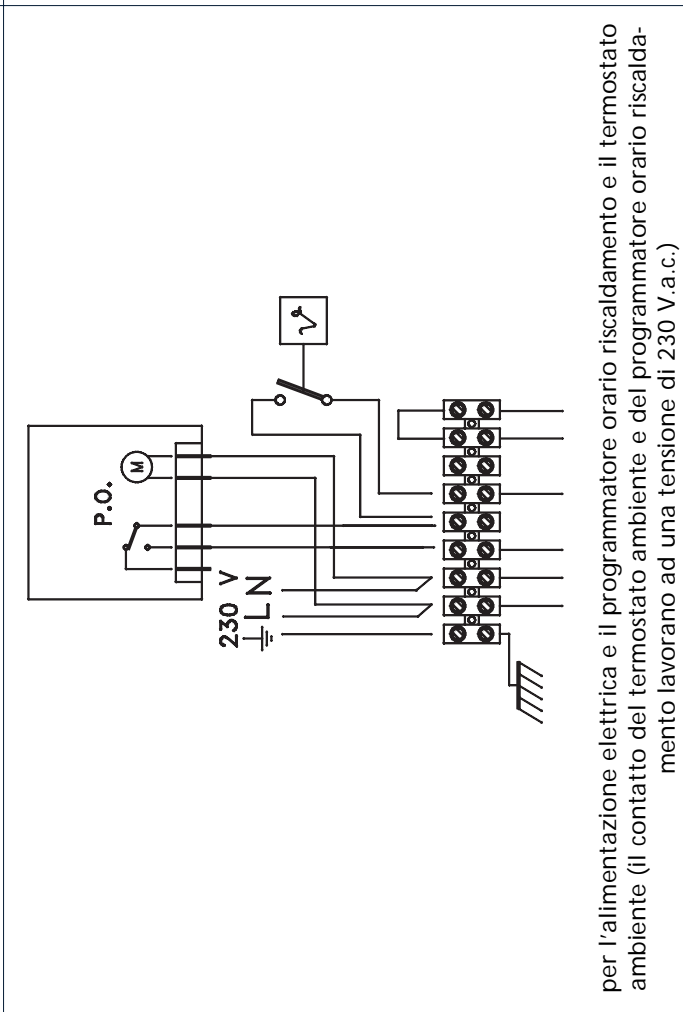 P.O.
M
230 V
L N
per l'alimentazione elettrica e il programmatore orario riscaldamento e il termostato
ambiente (il contatto del termostato ambiente e del programmatore orario riscalda-
mento lavorano ad una tensione di 230 V.a.c.)